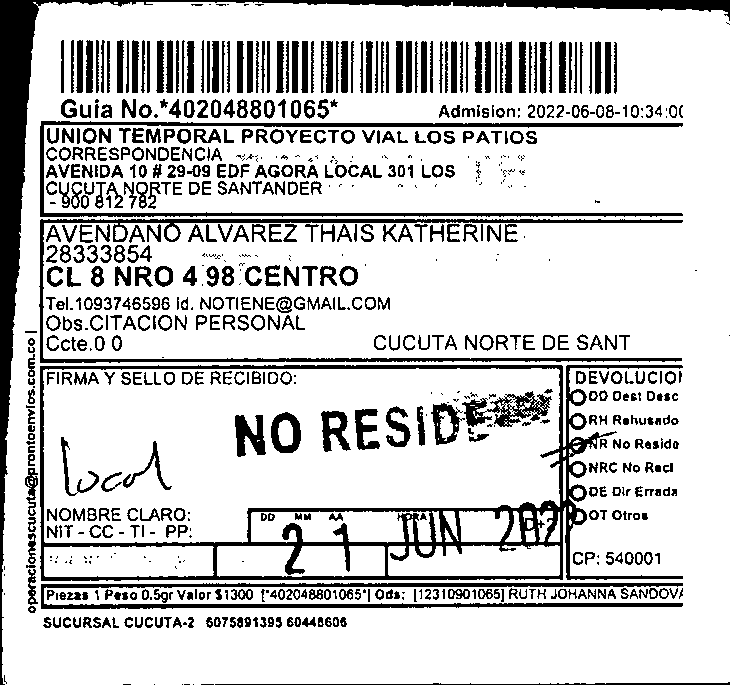 Guia No.*402048801065*
Admision: 2022-06-08-10:34:00
UNION TEMPORAL PROYECTO VIAL LOS PATIOS
CORRESPONDENCIA
AVENIDA 10 # 29-09 EDF AGORA LOCAL 301 LOS
CUCUTA NORTE DE SANTANDER
- 900 812 782
AVENDANO ALVAREZ THAIS KATHERINE
28333854
CL 8 NRO 4 98 CENTRO
Tel.1093746596 id. NOTIENE@GMAIL.COM
Obs.CITACION PERSONAL
Ccte.0 0 CUCUTA NORTE DE SANT
operacionescucuta@prontoenvios.com.co |
FIRMA Y SELLO DE RECIBIDO:
NO RESIDE
local
NOMBRE CLARO:
NIT - CC - TI - PP:
DD MM AA HORA
21 JUN 2022
DEVOLUCIO
DD Dest Desc
RH Rehusado
NR No Reside
NRC No Recl
DE Dir Errada
OT Otros
CP: 540001
Piezas 1 Peso 0.5gr Valor $1300 [*402048801065*] Ods: [12310901065] RUTH JOHANNA SANDOVA
SUCURSAL CUCUTA-2 6075891395 60448606